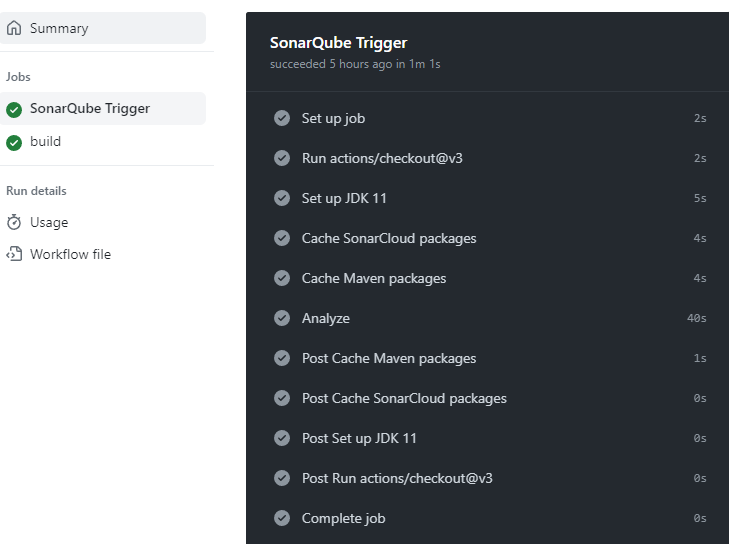 Summary
Jobs
SonarQube Trigger
build
Run details
Usage
Workflow file
SonarQube Trigger
succeeded 5 hours ago in 1m 1s
Set up job 2s
Run actions/checkout@v3 2s
Set up JDK 11 5s
Cache SonarCloud packages 4s
Cache Maven packages 4s
Analyze 40s
Post Cache Maven packages 1s
Post Cache SonarCloud packages 0s
Post Set up JDK 11 0s
Post Run actions/checkout@v3 0s
Complete job 0s